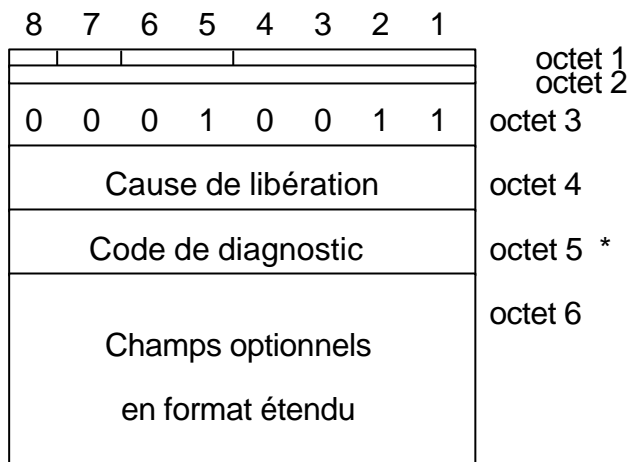 8 7 6 5 4 3 2 1
octet 1
octet 2
0 0 0 1 0 0 1 1 octet 3
Cause de libération octet 4
Code de diagnostic octet 5 *
octet 6
Champs optionnels
en format étendu